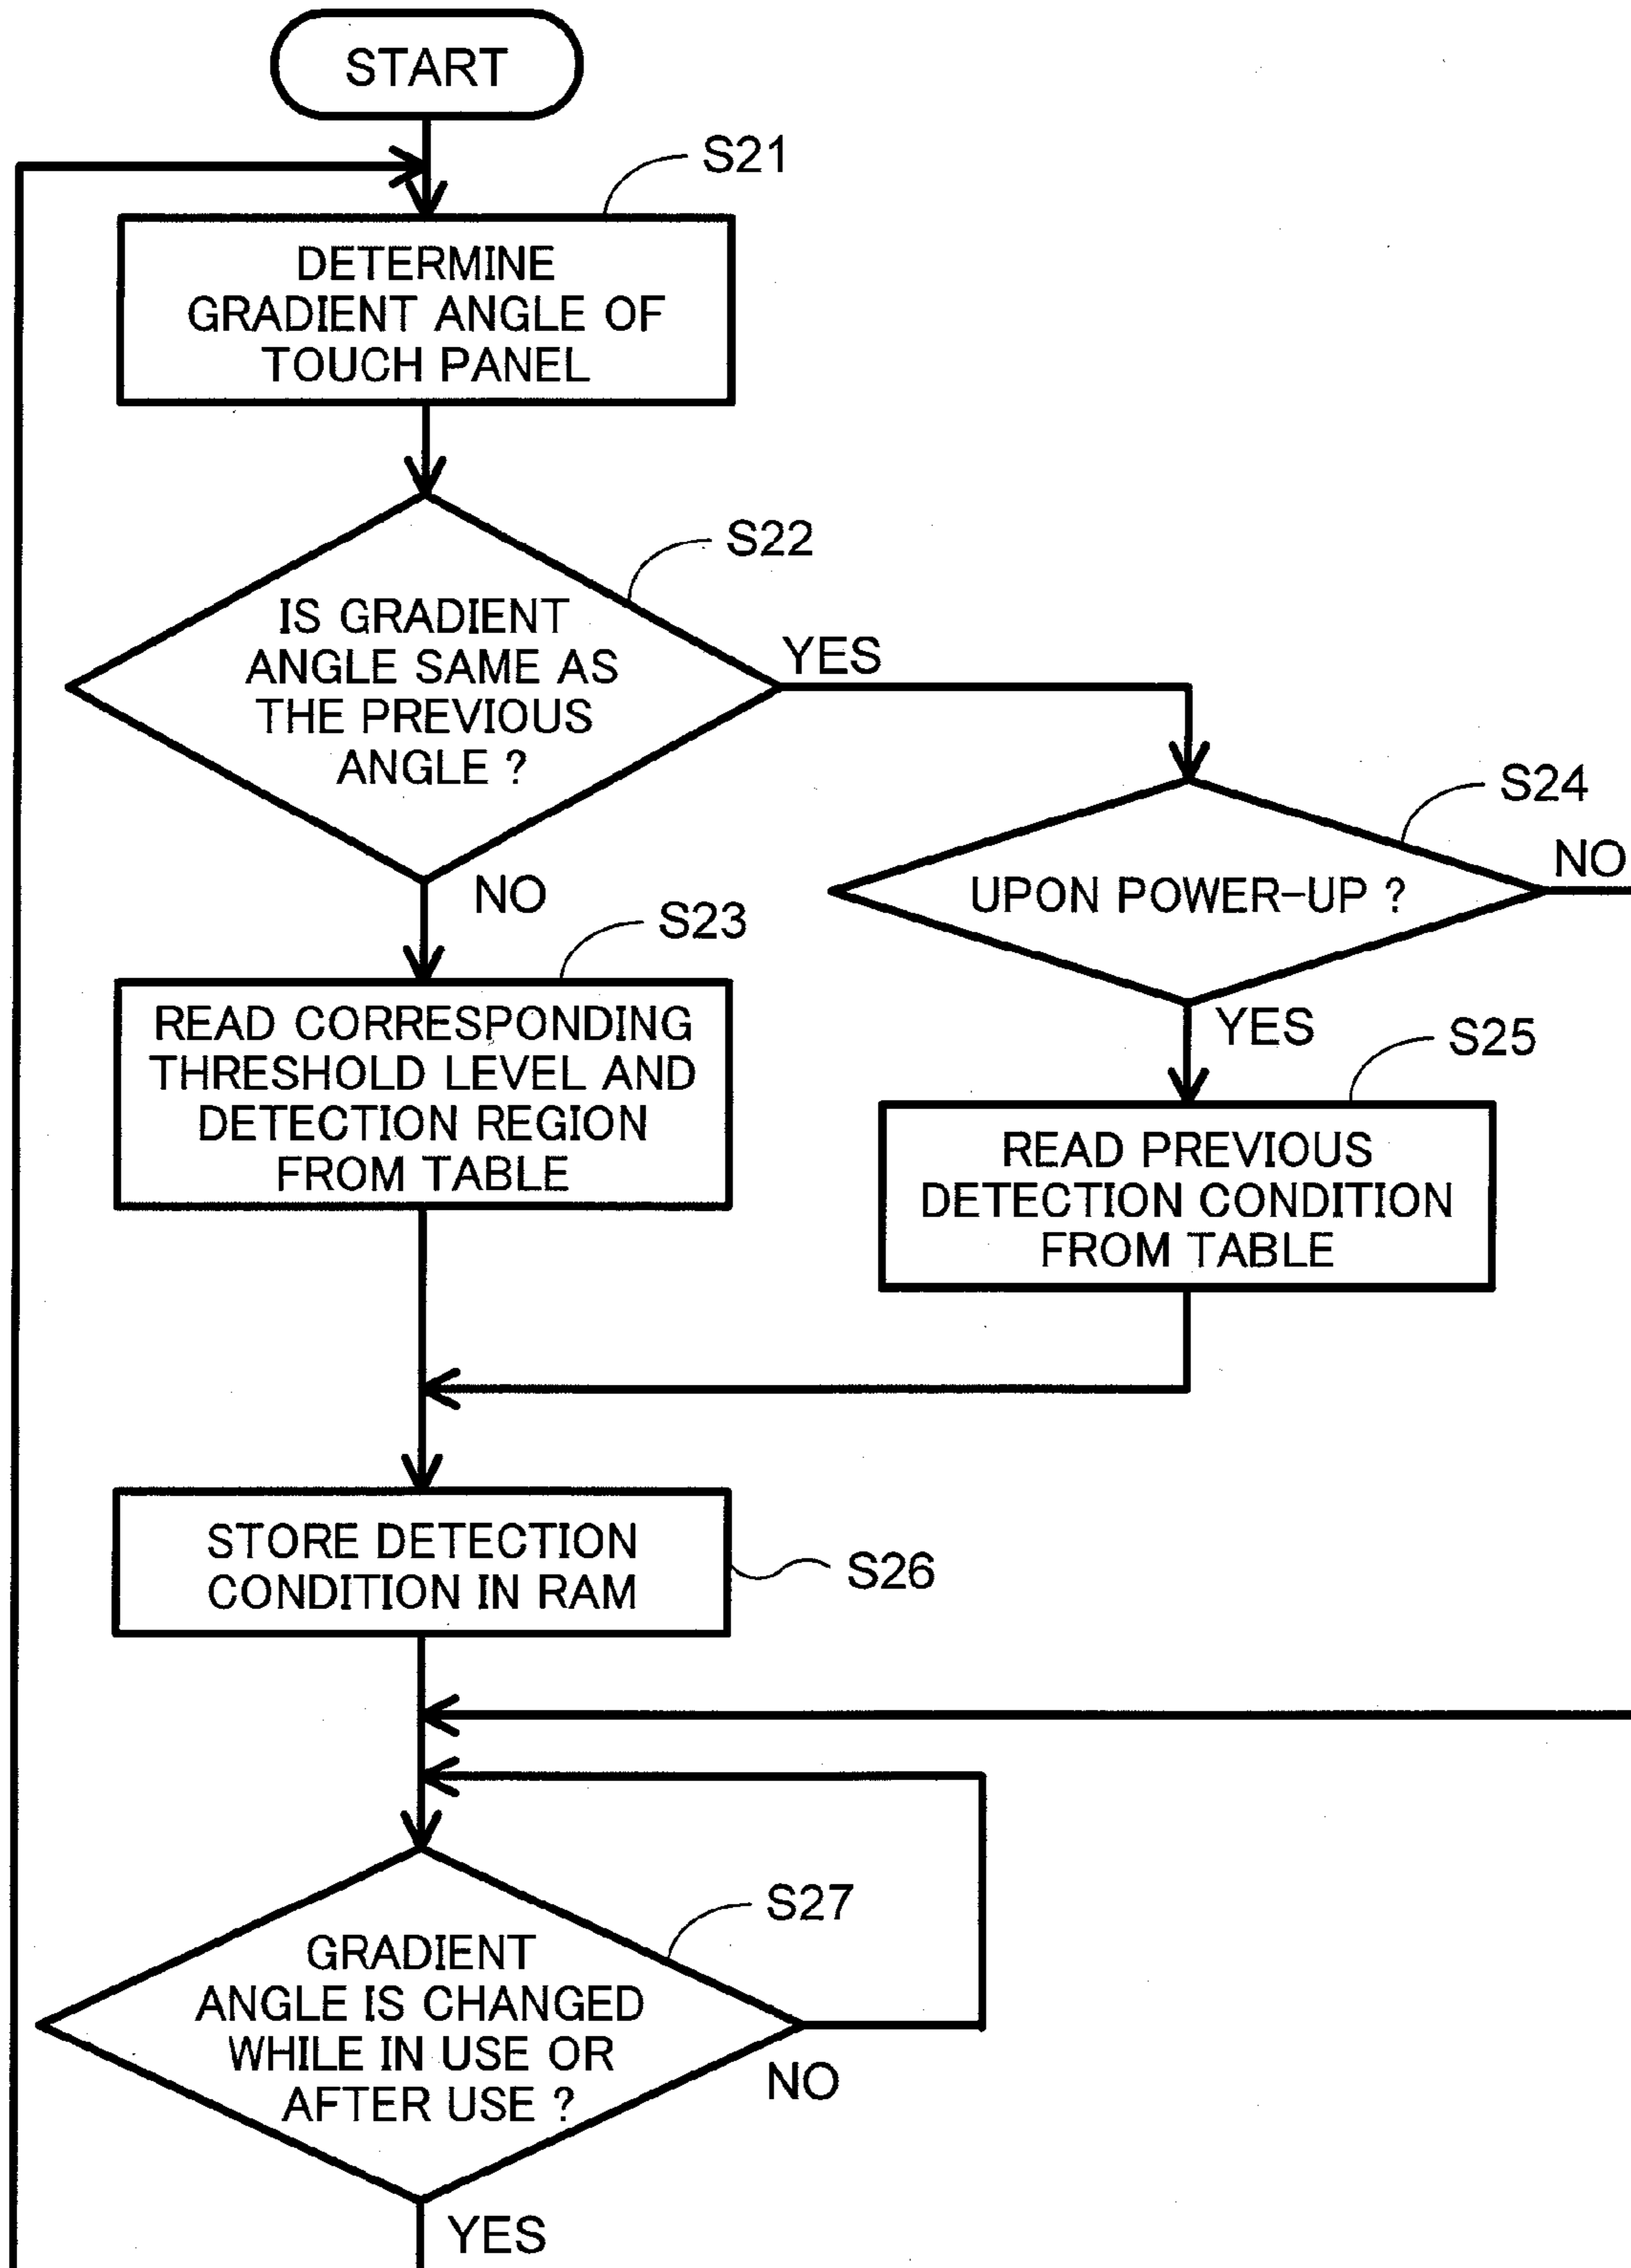 START
S21
DETERMINE
GRADIENT ANGLE OF
TOUCH PANEL
S22
IS GRADIENT
ANGLE SAME AS
THE PREVIOUS
ANGLE ?
YES
NO
S24
UPON POWER-UP ?
NO
YES
S23
READ CORRESPONDING
THRESHOLD LEVEL AND
DETECTION REGION
FROM TABLE
S25
READ PREVIOUS
DETECTION CONDITION
FROM TABLE
STORE DETECTION
CONDITION IN RAM
S26
S27
GRADIENT
ANGLE IS CHANGED
WHILE IN USE OR
AFTER USE ?
NO
YES